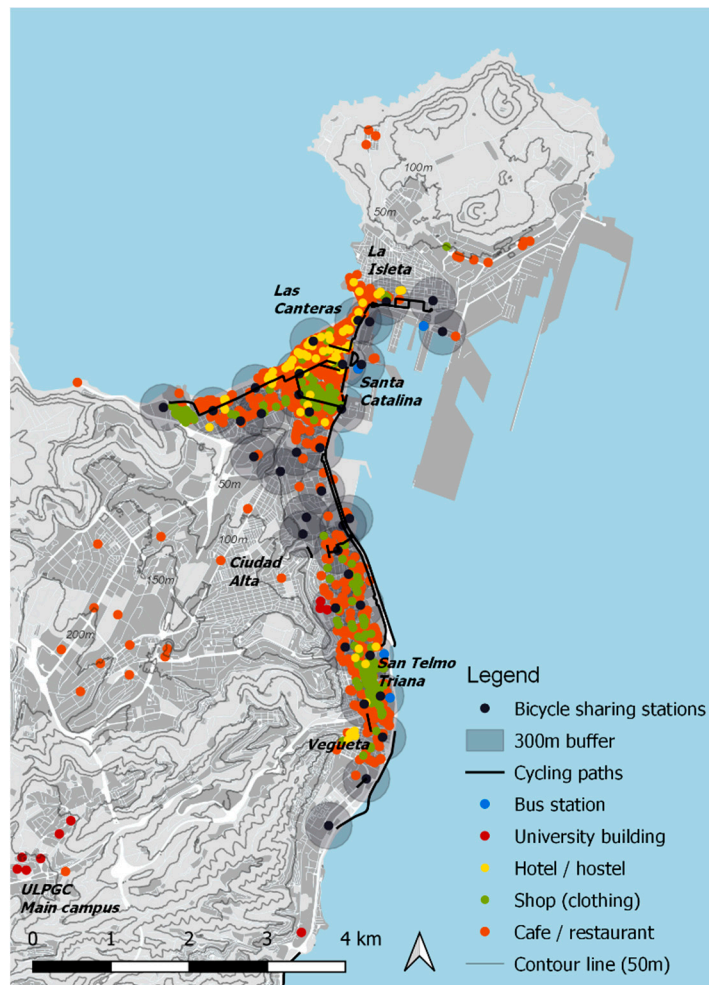 100m
50m
La
Isleta
Las
Canteras
Santa
Catalina
50m
100m
Ciudad
Alta
150m
200m
San Telmo
Triana
Vegueta
ULPGC
Main campus
Legend
Bicycle sharing stations
300m buffer
Cycling paths
Bus station
University building
Hotel / hostel
Shop (clothing)
Cafe / restaurant
Contour line (50m)
0 1 2 3 4 km